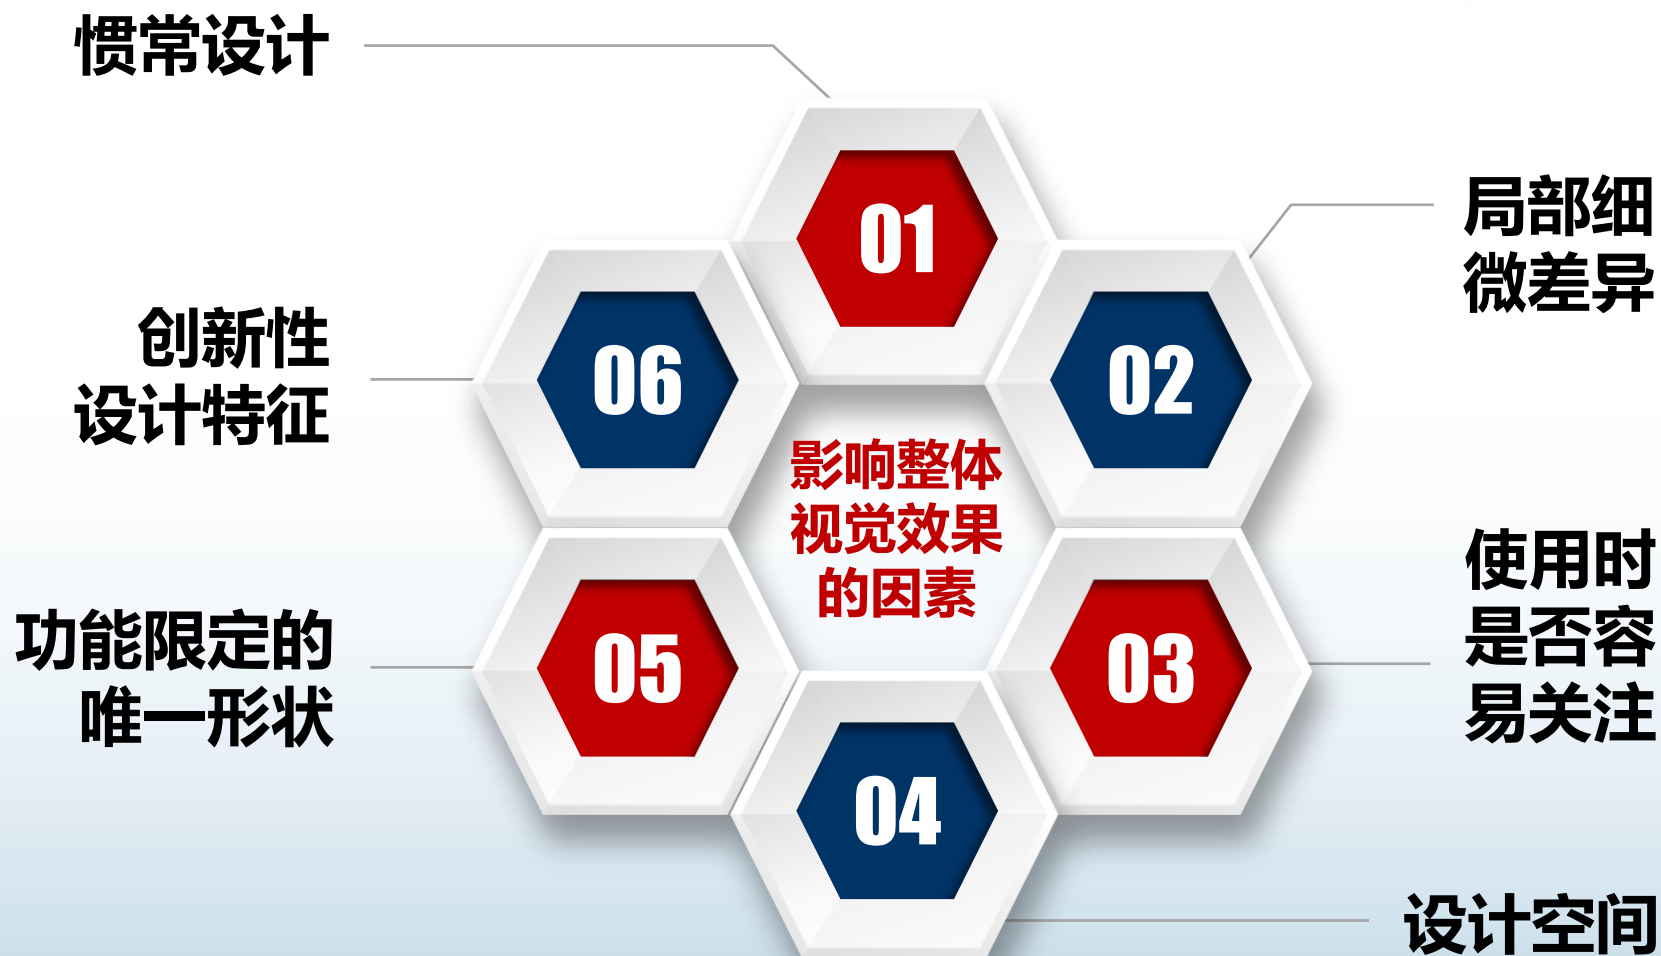 惯常设计
01
局部细
微差异
02
创新性
设计特征
06
影响整体
视觉效果
的因素
使用时
是否容
易关注
03
功能限定的
唯一形状
05
04
设计空间